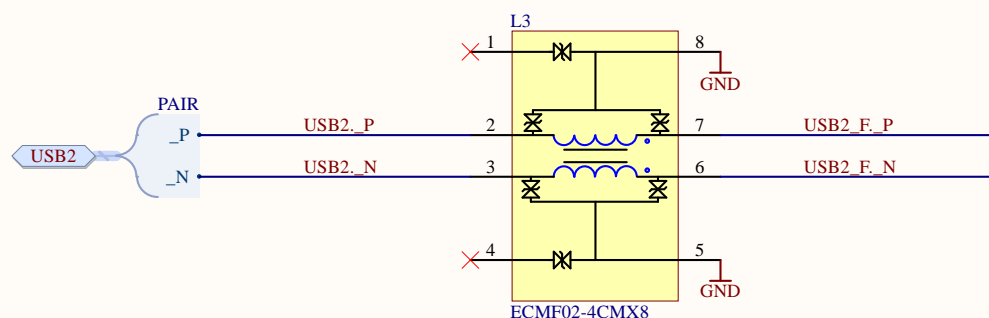 L3
1
8
GND
PAIR
_P
USB2._P
2
7
USB2_F._P
USB2
_N
USB2._N
3
6
USB2_F._N
4
5
GND
ECMF02-4CMX8